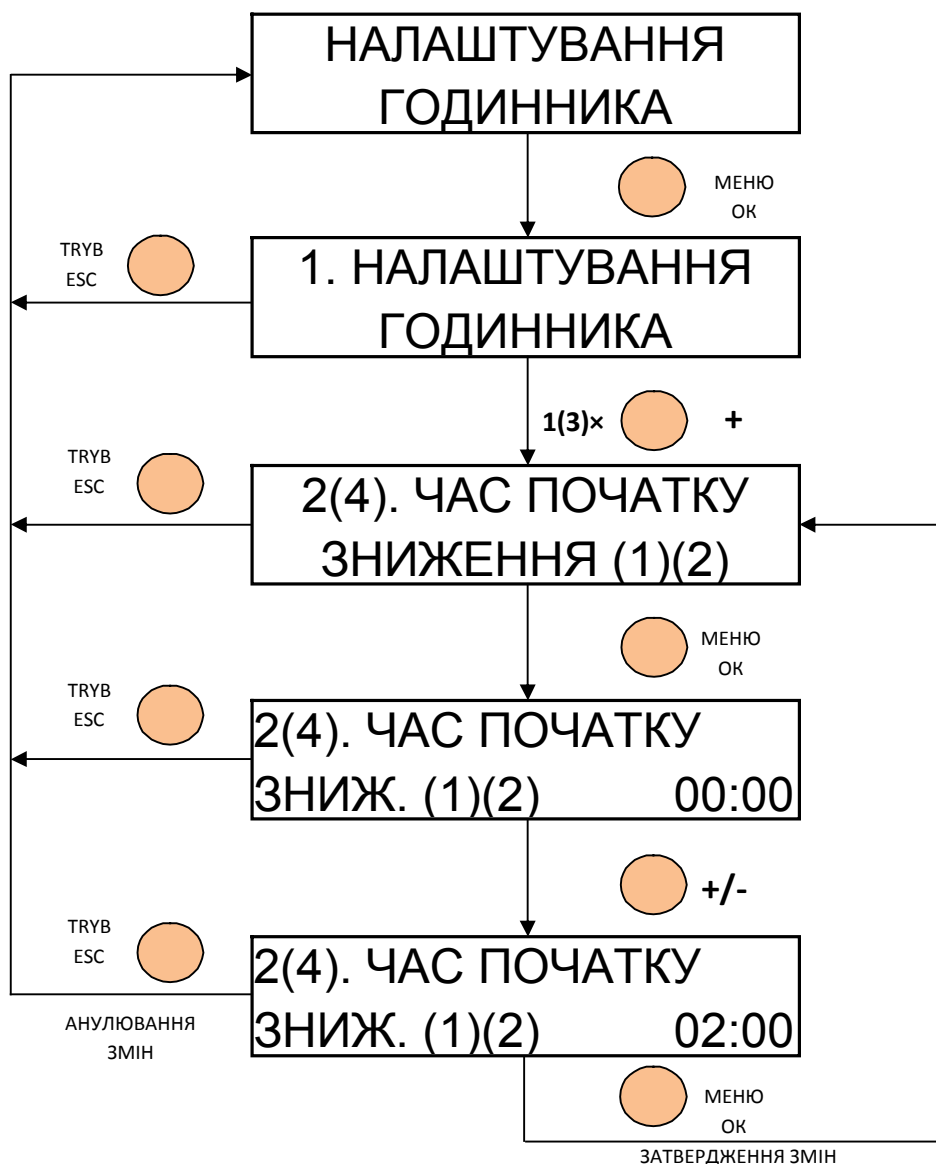 НАЛАШТУВАННЯ
ГОДИННИКА
МЕНЮ
ОК
TRYB
ESC
1. НАЛАШТУВАННЯ
ГОДИННИКА
1(3)× +
TRYB
ESC
2(4). ЧАС ПОЧАТКУ
ЗНИЖЕННЯ (1)(2)
МЕНЮ
ОК
TRYB
ESC
2(4). ЧАС ПОЧАТКУ
ЗНИЖ. (1)(2) 00:00
+/-
TRYB
ESC
2(4). ЧАС ПОЧАТКУ
ЗНИЖ. (1)(2) 02:00
АНУЛЮВАННЯ
ЗМІН
МЕНЮ
ОК
ЗАТВЕРДЖЕННЯ ЗМІН